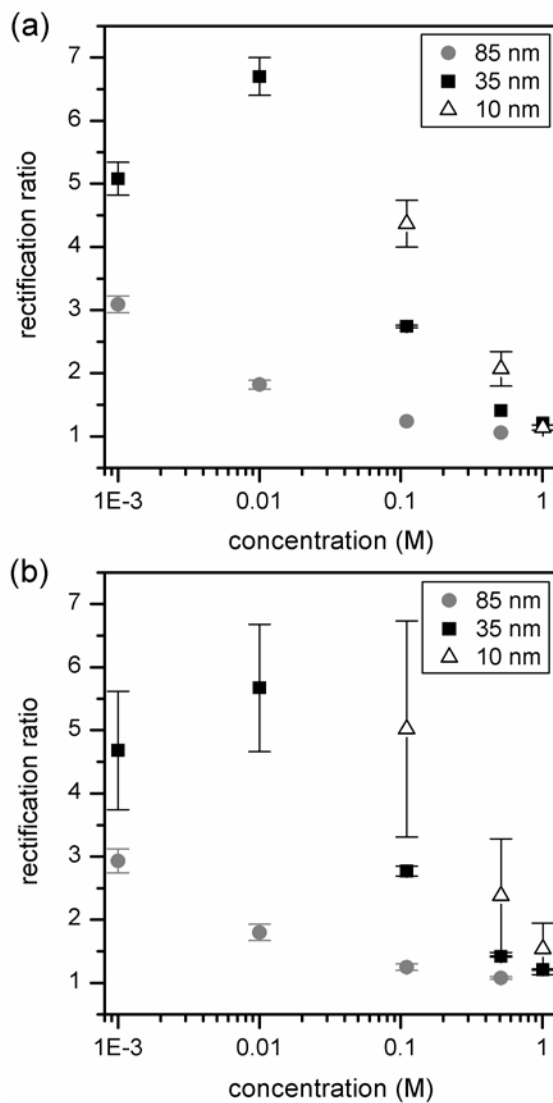 (a)
7
6
5
4
3
2
1
rectification ratio
85 nm
35 nm
10 nm
1E-3 0.01 0.1 1
concentration (M)
(b)
7
6
5
4
3
2
1
rectification ratio
85 nm
35 nm
10 nm
1E-3 0.01 0.1 1
concentration (M)